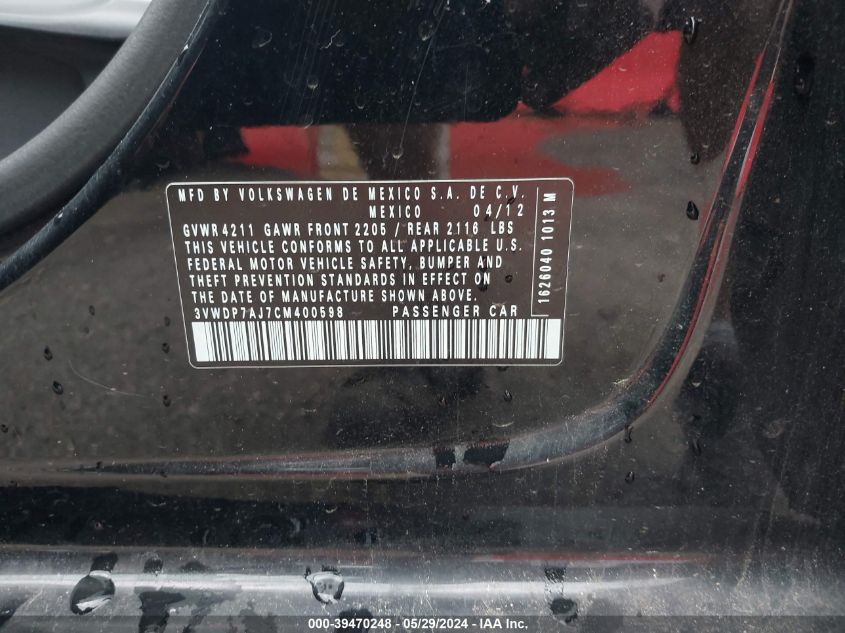 MFD BY VOLKSWAGEN DE MEXICO S.A. DE C.V.
MEXICO 04/12
GVWR 4211 GAWR FRONT 2205 / REAR 2116 LBS
THIS VEHICLE CONFORMS TO ALL APPLICABLE U.S.
FEDERAL MOTOR VEHICLE SAFETY, BUMPER AND
THEFT PREVENTION STANDARDS IN EFFECT ON
THE DATE OF MANUFACTURE SHOWN ABOVE.
3VWDP7AJ7CM400598 PASSENGER CAR
1626040 1013 M
000-39470248 - 05/29/2024 - IAA Inc.